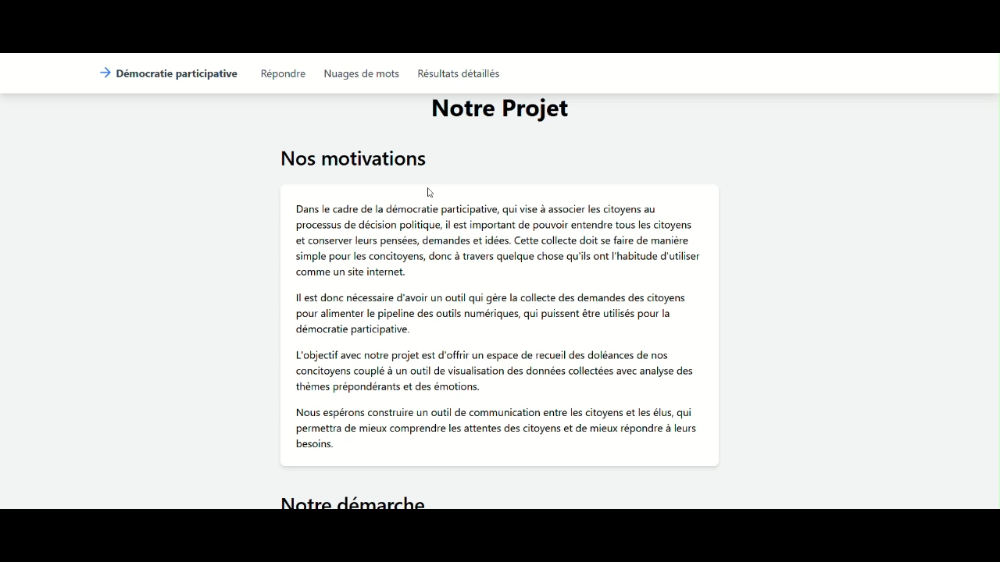 Démocratie participative Répondre Nuages de mots Résultats détaillés
Notre Projet
Nos motivations
Dans le cadre de la démocratie participative, qui vise à associer les citoyens au
processus de décision politique, il est important de pouvoir entendre tous les citoyens
et conserver leurs pensées, demandes et idées. Cette collecte doit se faire de manière
simple pour les concitoyens, donc à travers quelque chose qu'ils ont l'habitude d'utiliser
comme un site internet.
Il est donc nécessaire d'avoir un outil qui gère la collecte des demandes des citoyens
pour alimenter le pipeline des outils numériques, qui puissent être utilisés pour la
démocratie participative.
L'objectif avec notre projet est d'offrir un espace de recueil des doléances de nos
concitoyens couplé à un outil de visualisation des données collectées avec analyse des
thèmes prépondérants et des émotions.
Nous espérons construire un outil de communication entre les citoyens et les élus, qui
permettra de mieux comprendre les attentes des citoyens et de mieux répondre à leurs
besoins.
Notre démarche